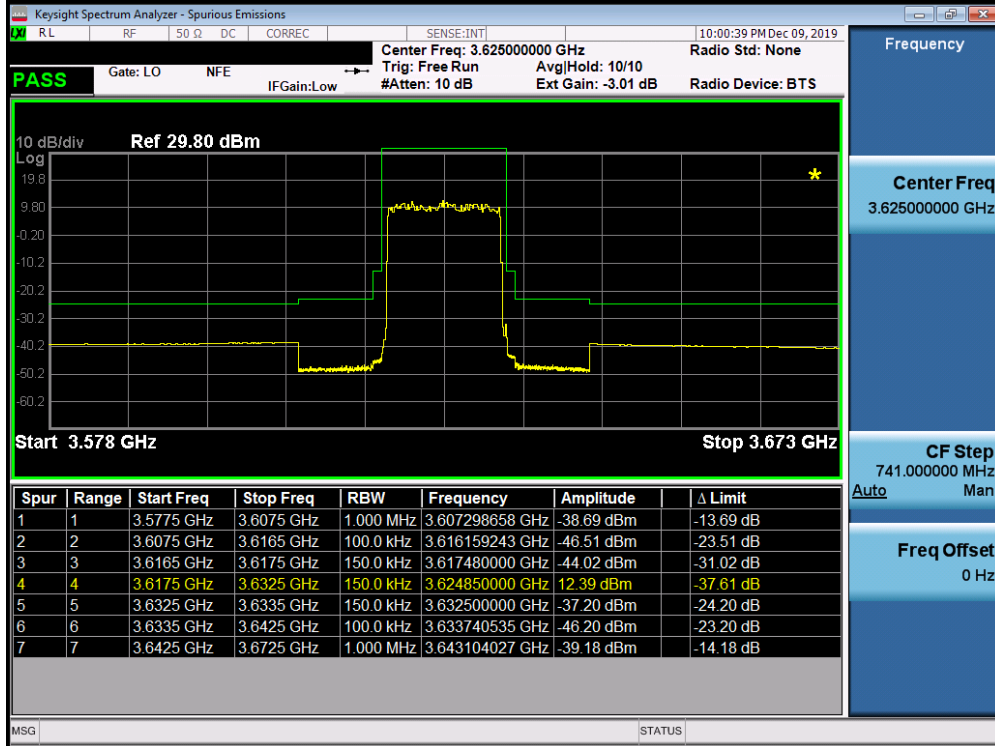 Keysight Spectrum Analyzer - Spurious Emissions
LXI RL RF 50 Ω DC CORREC SENSE:INT 10:00:39 PM Dec 09, 2019
Center Freq: 3.625000000 GHz Radio Std: None
Gate: LO NFE Trig: Free Run Avg|Hold: 10/10
PASS IFGain:Low #Atten: 10 dB Ext Gain: -3.01 dB Radio Device: BTS
10 dB/div Ref 29.80 dBm
Log
19.8
9.80
-0.20
-10.2
-20.2
-30.2
-40.2
-50.2
-60.2
*
Start 3.578 GHz Stop 3.673 GHz
Spur Range Start Freq Stop Freq RBW Frequency Amplitude Δ Limit
1 1 3.5775 GHz 3.6075 GHz 1.000 MHz 3.607298658 GHz -38.69 dBm -13.69 dB
2 2 3.6075 GHz 3.6165 GHz 100.0 kHz 3.616159243 GHz -46.51 dBm -23.51 dB
3 3 3.6165 GHz 3.6175 GHz 150.0 kHz 3.617480000 GHz -44.02 dBm -31.02 dB
4 4 3.6175 GHz 3.6325 GHz 150.0 kHz 3.624850000 GHz 12.39 dBm -37.61 dB
5 5 3.6325 GHz 3.6335 GHz 150.0 kHz 3.632500000 GHz -37.20 dBm -24.20 dB
6 6 3.6335 GHz 3.6425 GHz 100.0 kHz 3.633740535 GHz -46.20 dBm -23.20 dB
7 7 3.6425 GHz 3.6725 GHz 1.000 MHz 3.643104027 GHz -39.18 dBm -14.18 dB
MSG STATUS
Frequency
Center Freq
3.625000000 GHz
CF Step
741.000000 MHz
Auto Man
Freq Offset
0 Hz